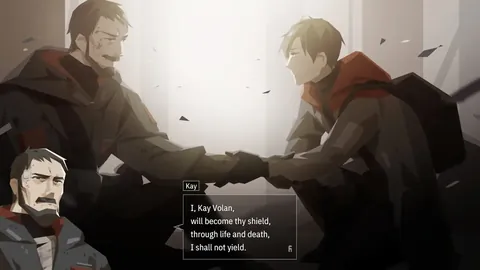 Kay
I, Kay Volan,
will become thy shield,
through life and death,
I shall not yield.